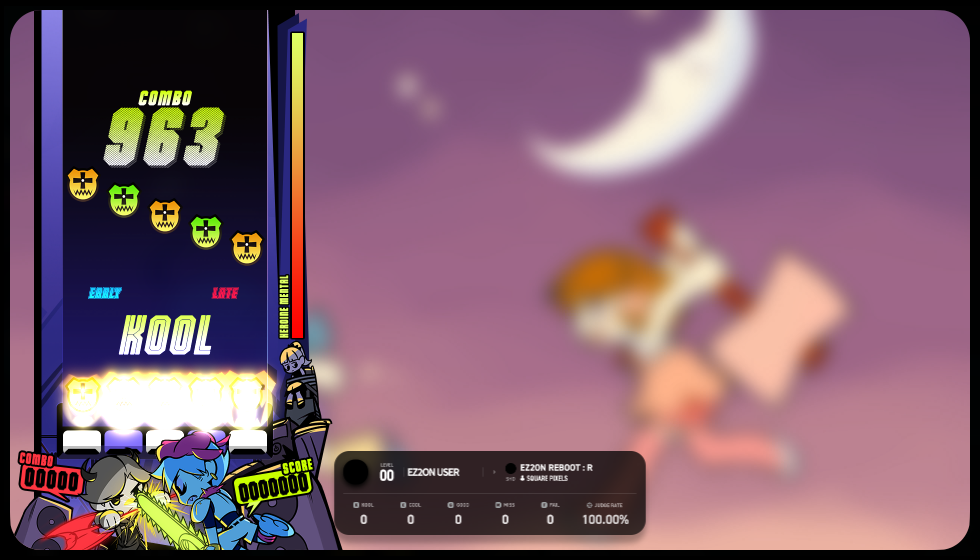 COMBO
963
EARLY LATE
KOOL
HEROINE MENTAL
COMBO
00000
SCORE
0000000
LEVEL
00
EZ2ON USER
EZ2ON REBOOT : R
SQUARE PIXELS
KOOL COOL GOOD MISS FAIL JUDGE RATE
0 0 0 0 0 100.00%